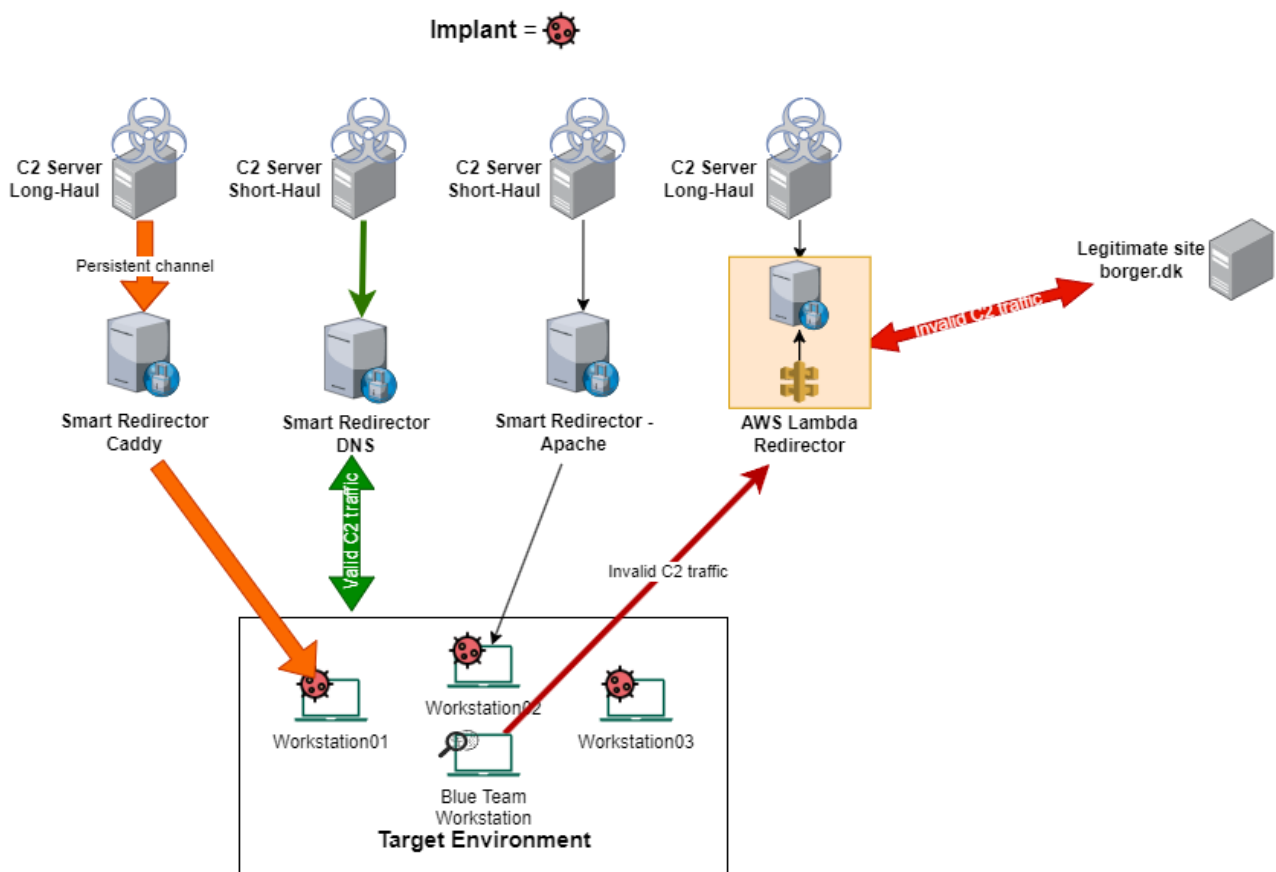 Implant =
C2 Server
Long-Haul
C2 Server
Short-Haul
C2 Server
Short-Haul
C2 Server
Long-Haul
Persistent channel
Legitimate site
borger.dk
Invalid C2 traffic
Smart Redirector
Caddy
Smart Redirector
DNS
Smart Redirector -
Apache
AWS Lambda
Redirector
Valid C2 traffic
Invalid C2 traffic
Workstation01
Workstation02
Workstation03
Blue Team
Workstation
Target Environment